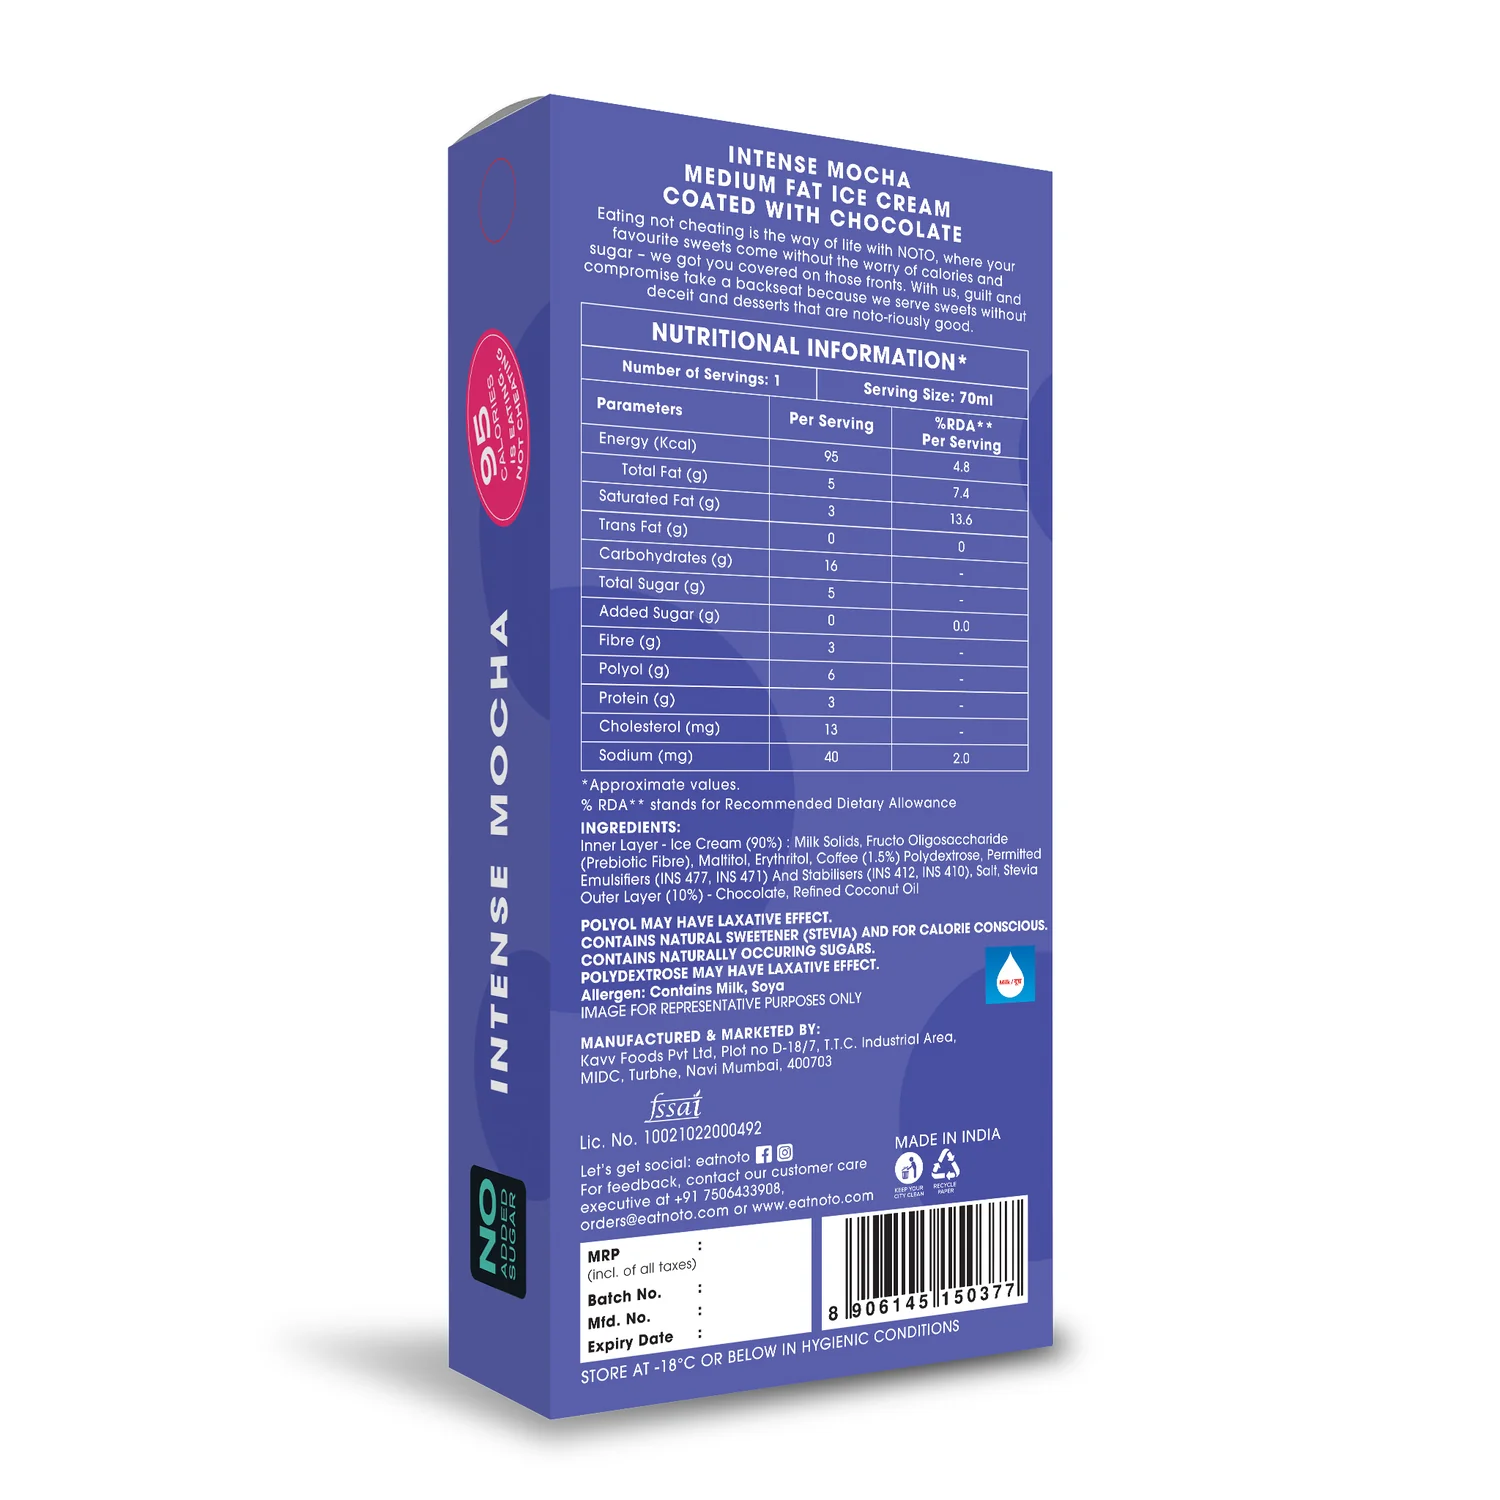 INTENSE MOCHA
MEDIUM FAT ICE CREAM
COATED WITH CHOCOLATE
Eating not cheating is the way of life with NOTO, where your
favourite sweets come without the worry of calories and
sugar – we got you covered on those fronts. With us, guilt and
compromise take a backseat because we serve sweets without
deceit and desserts that are noto-riously good.
NUTRITIONAL INFORMATION*
Number of Servings: 1 Serving Size: 70ml
Parameters Per Serving %RDA** Per Serving
Energy (Kcal) 95 4.8
Total Fat (g) 5 7.4
Saturated Fat (g) 3 13.6
Trans Fat (g) 0 0
Carbohydrates (g) 16 -
Total Sugar (g) 5 -
Added Sugar (g) 0 0.0
Fibre (g) 3 -
Polyol (g) 6 -
Protein (g) 3 -
Cholesterol (mg) 13 -
Sodium (mg) 40 2.0
*Approximate values.
% RDA** stands for Recommended Dietary Allowance
INGREDIENTS:
Inner Layer - Ice Cream (90%) : Milk Solids, Fructo Oligosaccharide
(Prebiotic Fibre), Maltitol, Erythritol, Coffee (1.5%) Polydextrose, Permitted
Emulsifiers (INS 477, INS 471) And Stabilisers (INS 412, INS 410), Salt, Stevia
Outer Layer (10%) - Chocolate, Refined Coconut Oil
POLYOL MAY HAVE LAXATIVE EFFECT.
CONTAINS NATURAL SWEETENER (STEVIA) AND FOR CALORIE CONSCIOUS.
CONTAINS NATURALLY OCCURING SUGARS.
POLYDEXTROSE MAY HAVE LAXATIVE EFFECT.
Allergen: Contains Milk, Soya
IMAGE FOR REPRESENTATIVE PURPOSES ONLY
Milk / दूध
MANUFACTURED & MARKETED BY:
Kavv Foods Pvt Ltd, Plot no D-18/7, T.T.C. Industrial Area,
MIDC, Turbhe, Navi Mumbai, 400703
fssai
Lic. No. 10021022000492
Let's get social: eatnoto
For feedback, contact our customer care
executive at +91 7506433908,
orders@eatnoto.com or www.eatnoto.com
MADE IN INDIA
KEEP YOUR
CITY CLEAN
RECYCLE
PAPER
MRP :
(incl. of all taxes)
Batch No. :
Mfd. No. :
Expiry Date :
8 906145 150377
STORE AT -18°C OR BELOW IN HYGIENIC CONDITIONS
95
CALORIES
IS EATING,
NOT CHEATING
INTENSE MOCHA
NO
ADDED
SUGAR